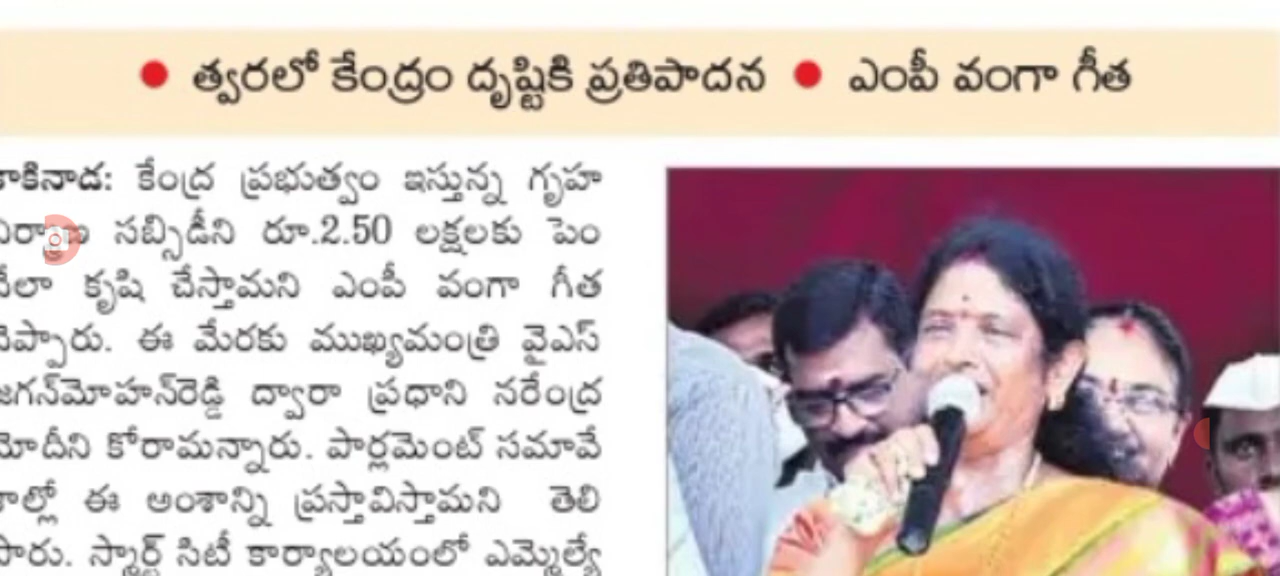 త్వరలో కేంద్రం దృష్టికి ప్రతిపాదన ● ఎంపీ వంగా గీత
కాకినాడ: కేంద్ర ప్రభుత్వం ఇస్తున్న గృహ
నిర్మాణ సబ్సిడీని రూ.2.50 లక్షలకు పెం
చేలా కృషి చేస్తామని ఎంపీ వంగా గీత
చెప్పారు. ఈ మేరకు ముఖ్యమంత్రి వైఎస్
జగన్‌మోహన్‌రెడ్డి ద్వారా ప్రధాని నరేంద్ర
మోదీని కోరామన్నారు. పార్లమెంట్ సమావే
శాల్లో ఈ అంశాన్ని ప్రస్తావిస్తామని తెలి
పారు. స్మార్ట్ సిటీ కార్యాలయంలో ఎమ్మెల్యే